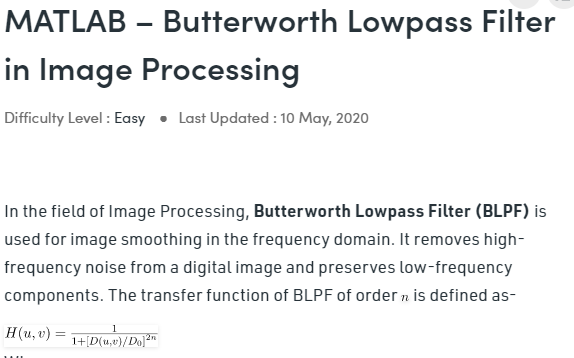 MATLAB – Butterworth Lowpass Filter
in Image Processing
Difficulty Level : Easy ● Last Updated : 10 May, 2020
In the field of Image Processing, Butterworth Lowpass Filter (BLPF) is
used for image smoothing in the frequency domain. It removes high-
frequency noise from a digital image and preserves low-frequency
components. The transfer function of BLPF of order n is defined as-
H(u, v) = 1 / 1+[D(u,v)/D₀]²ⁿ